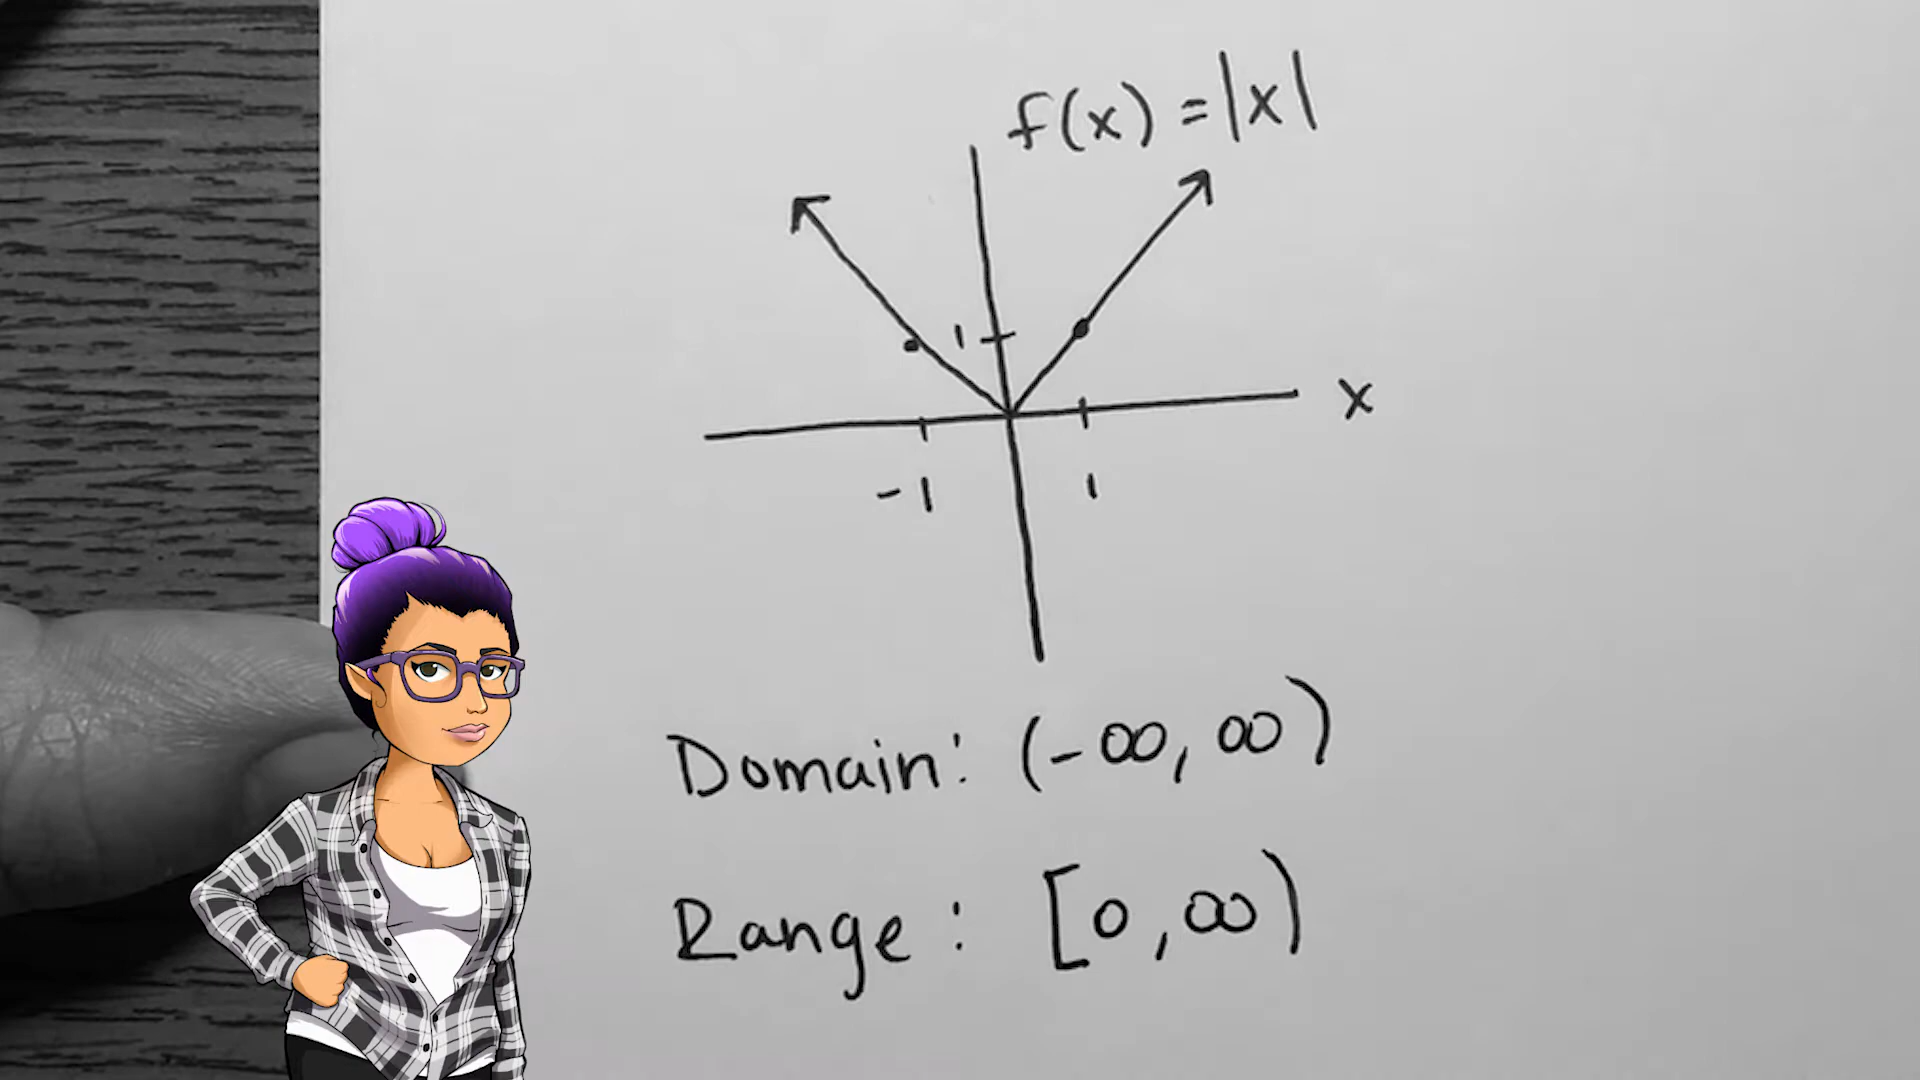 f(x) = |x|
1
x
-1 1
Domain: (-∞, ∞)
Range: [0, ∞)